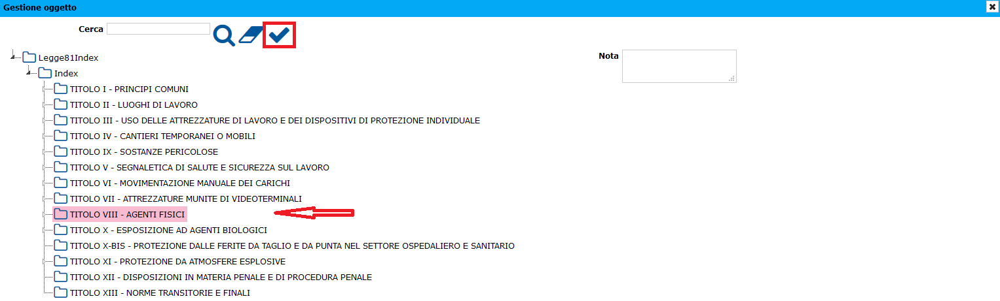 Gestione oggetto
Cerca
Nota
Legge81Index
Index
TITOLO I - PRINCIPI COMUNI
TITOLO II - LUOGHI DI LAVORO
TITOLO III - USO DELLE ATTREZZATURE DI LAVORO E DEI DISPOSITIVI DI PROTEZIONE INDIVIDUALE
TITOLO IV - CANTIERI TEMPORANEI O MOBILI
TITOLO IX - SOSTANZE PERICOLOSE
TITOLO V - SEGNALETICA DI SALUTE E SICUREZZA SUL LAVORO
TITOLO VI - MOVIMENTAZIONE MANUALE DEI CARICHI
TITOLO VII - ATTREZZATURE MUNITE DI VIDEOTERMINALI
TITOLO VIII - AGENTI FISICI
TITOLO X - ESPOSIZIONE AD AGENTI BIOLOGICI
TITOLO X-BIS - PROTEZIONE DALLE FERITE DA TAGLIO E DA PUNTA NEL SETTORE OSPEDALIERO E SANITARIO
TITOLO XI - PROTEZIONE DA ATMOSFERE ESPLOSIVE
TITOLO XII - DISPOSIZIONI IN MATERIA PENALE E DI PROCEDURA PENALE
TITOLO XIII - NORME TRANSITORIE E FINALI